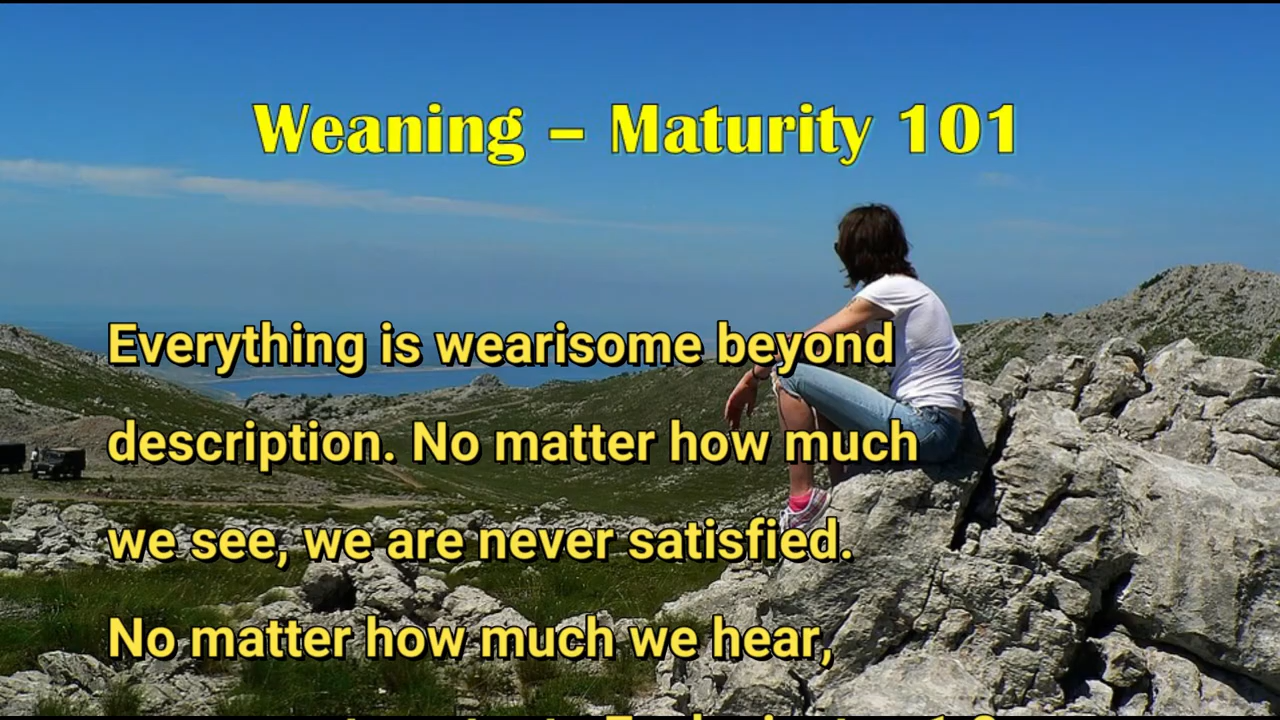 Weaning – Maturity 101
Everything is wearisome beyond
description. No matter how much
we see, we are never satisfied.
No matter how much we hear,